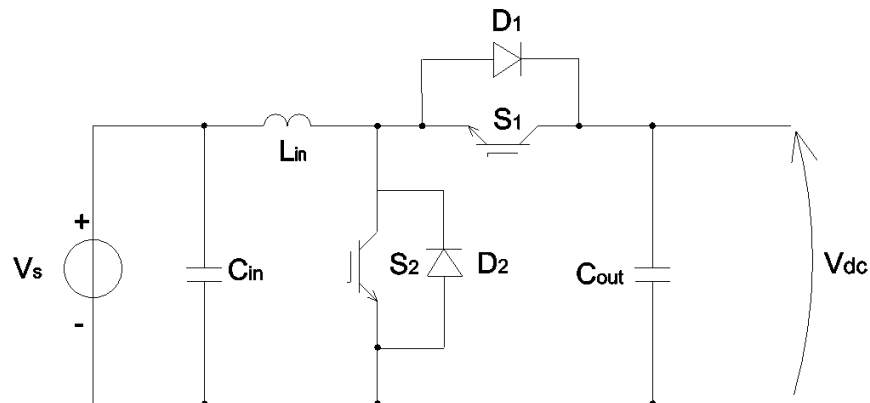 D1
S1
Lin
+
Vs
-
Cin
S2
D2
Cout
Vdc